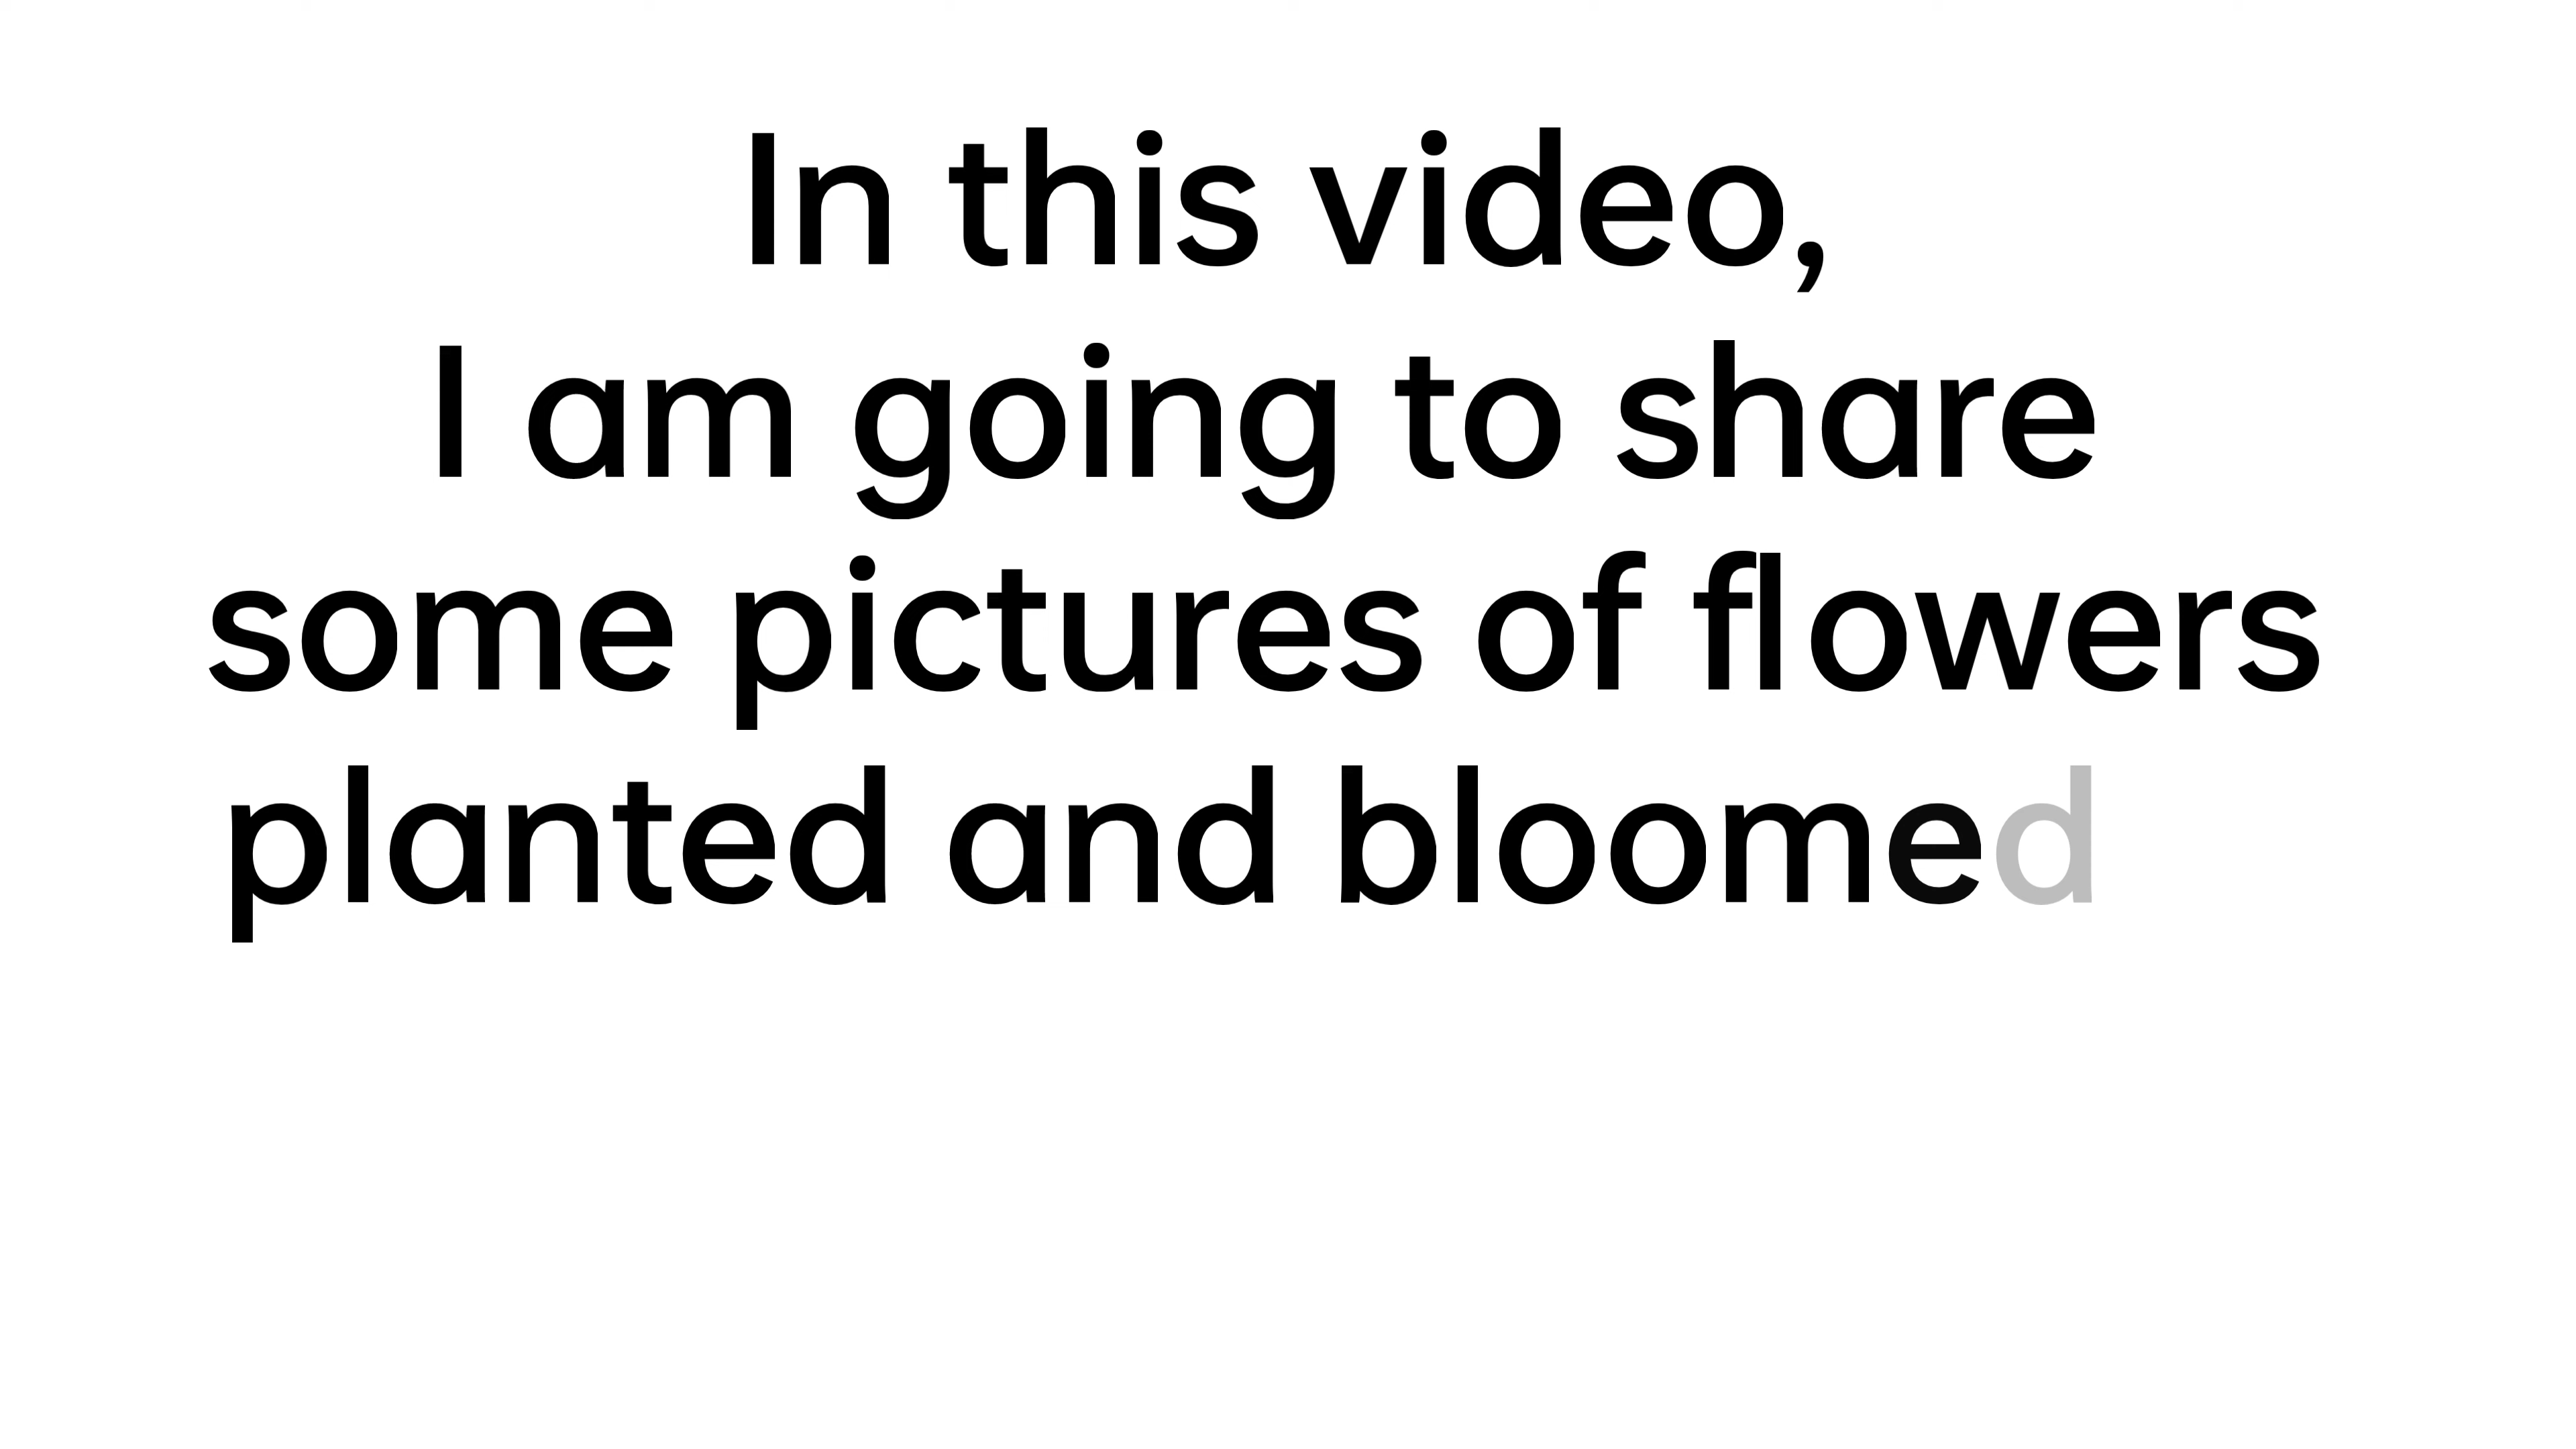 In this video,
I am going to share
some pictures of flowers
planted and bloomed